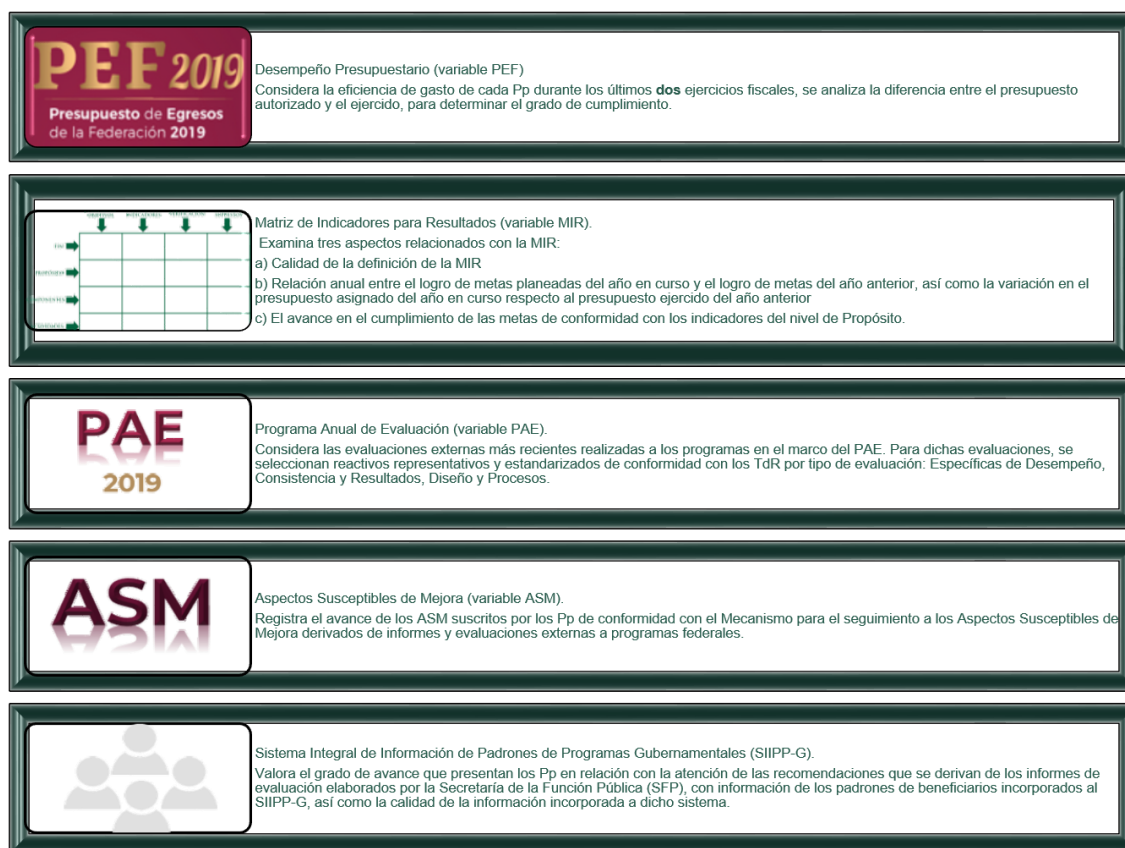 PEF 2019
Presupuesto de Egresos
de la Federación 2019
Desempeño Presupuestario (variable PEF)
Considera la eficiencia de gasto de cada Pp durante los últimos dos ejercicios fiscales, se analiza la diferencia entre el presupuesto
autorizado y el ejercido, para determinar el grado de cumplimiento.
Matriz de Indicadores para Resultados (variable MIR).
Examina tres aspectos relacionados con la MIR:
a) Calidad de la definición de la MIR
b) Relación anual entre el logro de metas planeadas del año en curso y el logro de metas del año anterior, así como la variación en el
presupuesto asignado del año en curso respecto al presupuesto ejercido del año anterior
c) El avance en el cumplimiento de las metas de conformidad con los indicadores del nivel de Propósito.
PAE
2019
Programa Anual de Evaluación (variable PAE).
Considera las evaluaciones externas más recientes realizadas a los programas en el marco del PAE. Para dichas evaluaciones, se
seleccionan reactivos representativos y estandarizados de conformidad con los TdR por tipo de evaluación: Específicas de Desempeño,
Consistencia y Resultados, Diseño y Procesos.
ASM
Aspectos Susceptibles de Mejora (variable ASM).
Registra el avance de los ASM suscritos por los Pp de conformidad con el Mecanismo para el seguimiento a los Aspectos Susceptibles de
Mejora derivados de informes y evaluaciones externas a programas federales.
Sistema Integral de Información de Padrones de Programas Gubernamentales (SIIPP-G).
Valora el grado de avance que presentan los Pp en relación con la atención de las recomendaciones que se derivan de los informes de
evaluación elaborados por la Secretaría de la Función Pública (SFP), con información de los padrones de beneficiarios incorporados al
SIIPP-G, así como la calidad de la información incorporada a dicho sistema.